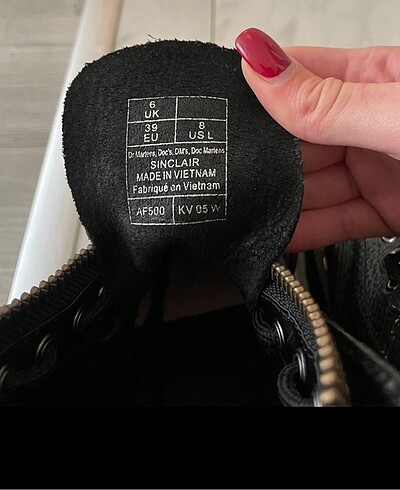 6
UK
39 8
EU US L
Dr.Martens, Doc's, DM's, Doc Martens
SINCLAIR
MADE IN VIETNAM
Fabriqué en Vietnam
AF500 KV 05 W